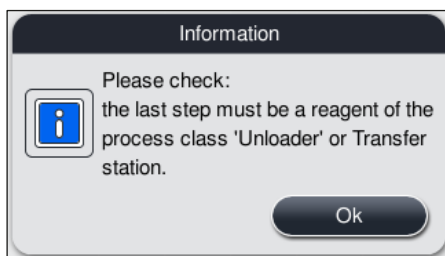 Information
Please check:
the last step must be a reagent of the
process class 'Unloader' or Transfer
station.
Ok